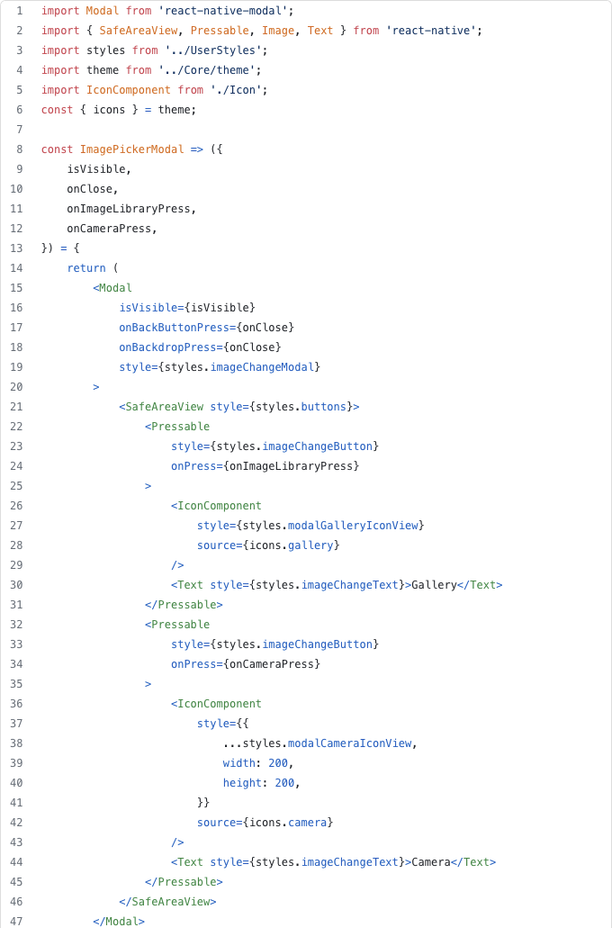 1 import Modal from 'react-native-modal';
2 import { SafeAreaView, Pressable, Image, Text } from 'react-native';
3 import styles from '../UserStyles';
4 import theme from '../Core/theme';
5 import IconComponent from './Icon';
6 const { icons } = theme;
7
8 const ImagePickerModal => ({
9     isVisible,
10     onClose,
11     onImageLibraryPress,
12     onCameraPress,
13 }) = {
14     return (
15         <Modal
16             isVisible={isVisible}
17             onBackButtonPress={onClose}
18             onBackdropPress={onClose}
19             style={styles.imageChangeModal}
20         >
21             <SafeAreaView style={styles.buttons}>
22                 <Pressable
23                     style={styles.imageChangeButton}
24                     onPress={onImageLibraryPress}
25                 >
26                     <IconComponent
27                         style={styles.modalGalleryIconView}
28                         source={icons.gallery}
29                     />
30                     <Text style={styles.imageChangeText}>Gallery</Text>
31                 </Pressable>
32                 <Pressable
33                     style={styles.imageChangeButton}
34                     onPress={onCameraPress}
35                 >
36                     <IconComponent
37                         style={{
38                             ...styles.modalCameraIconView,
39                             width: 200,
40                             height: 200,
41                         }}
42                         source={icons.camera}
43                     />
44                     <Text style={styles.imageChangeText}>Camera</Text>
45                 </Pressable>
46             </SafeAreaView>
47         </Modal>